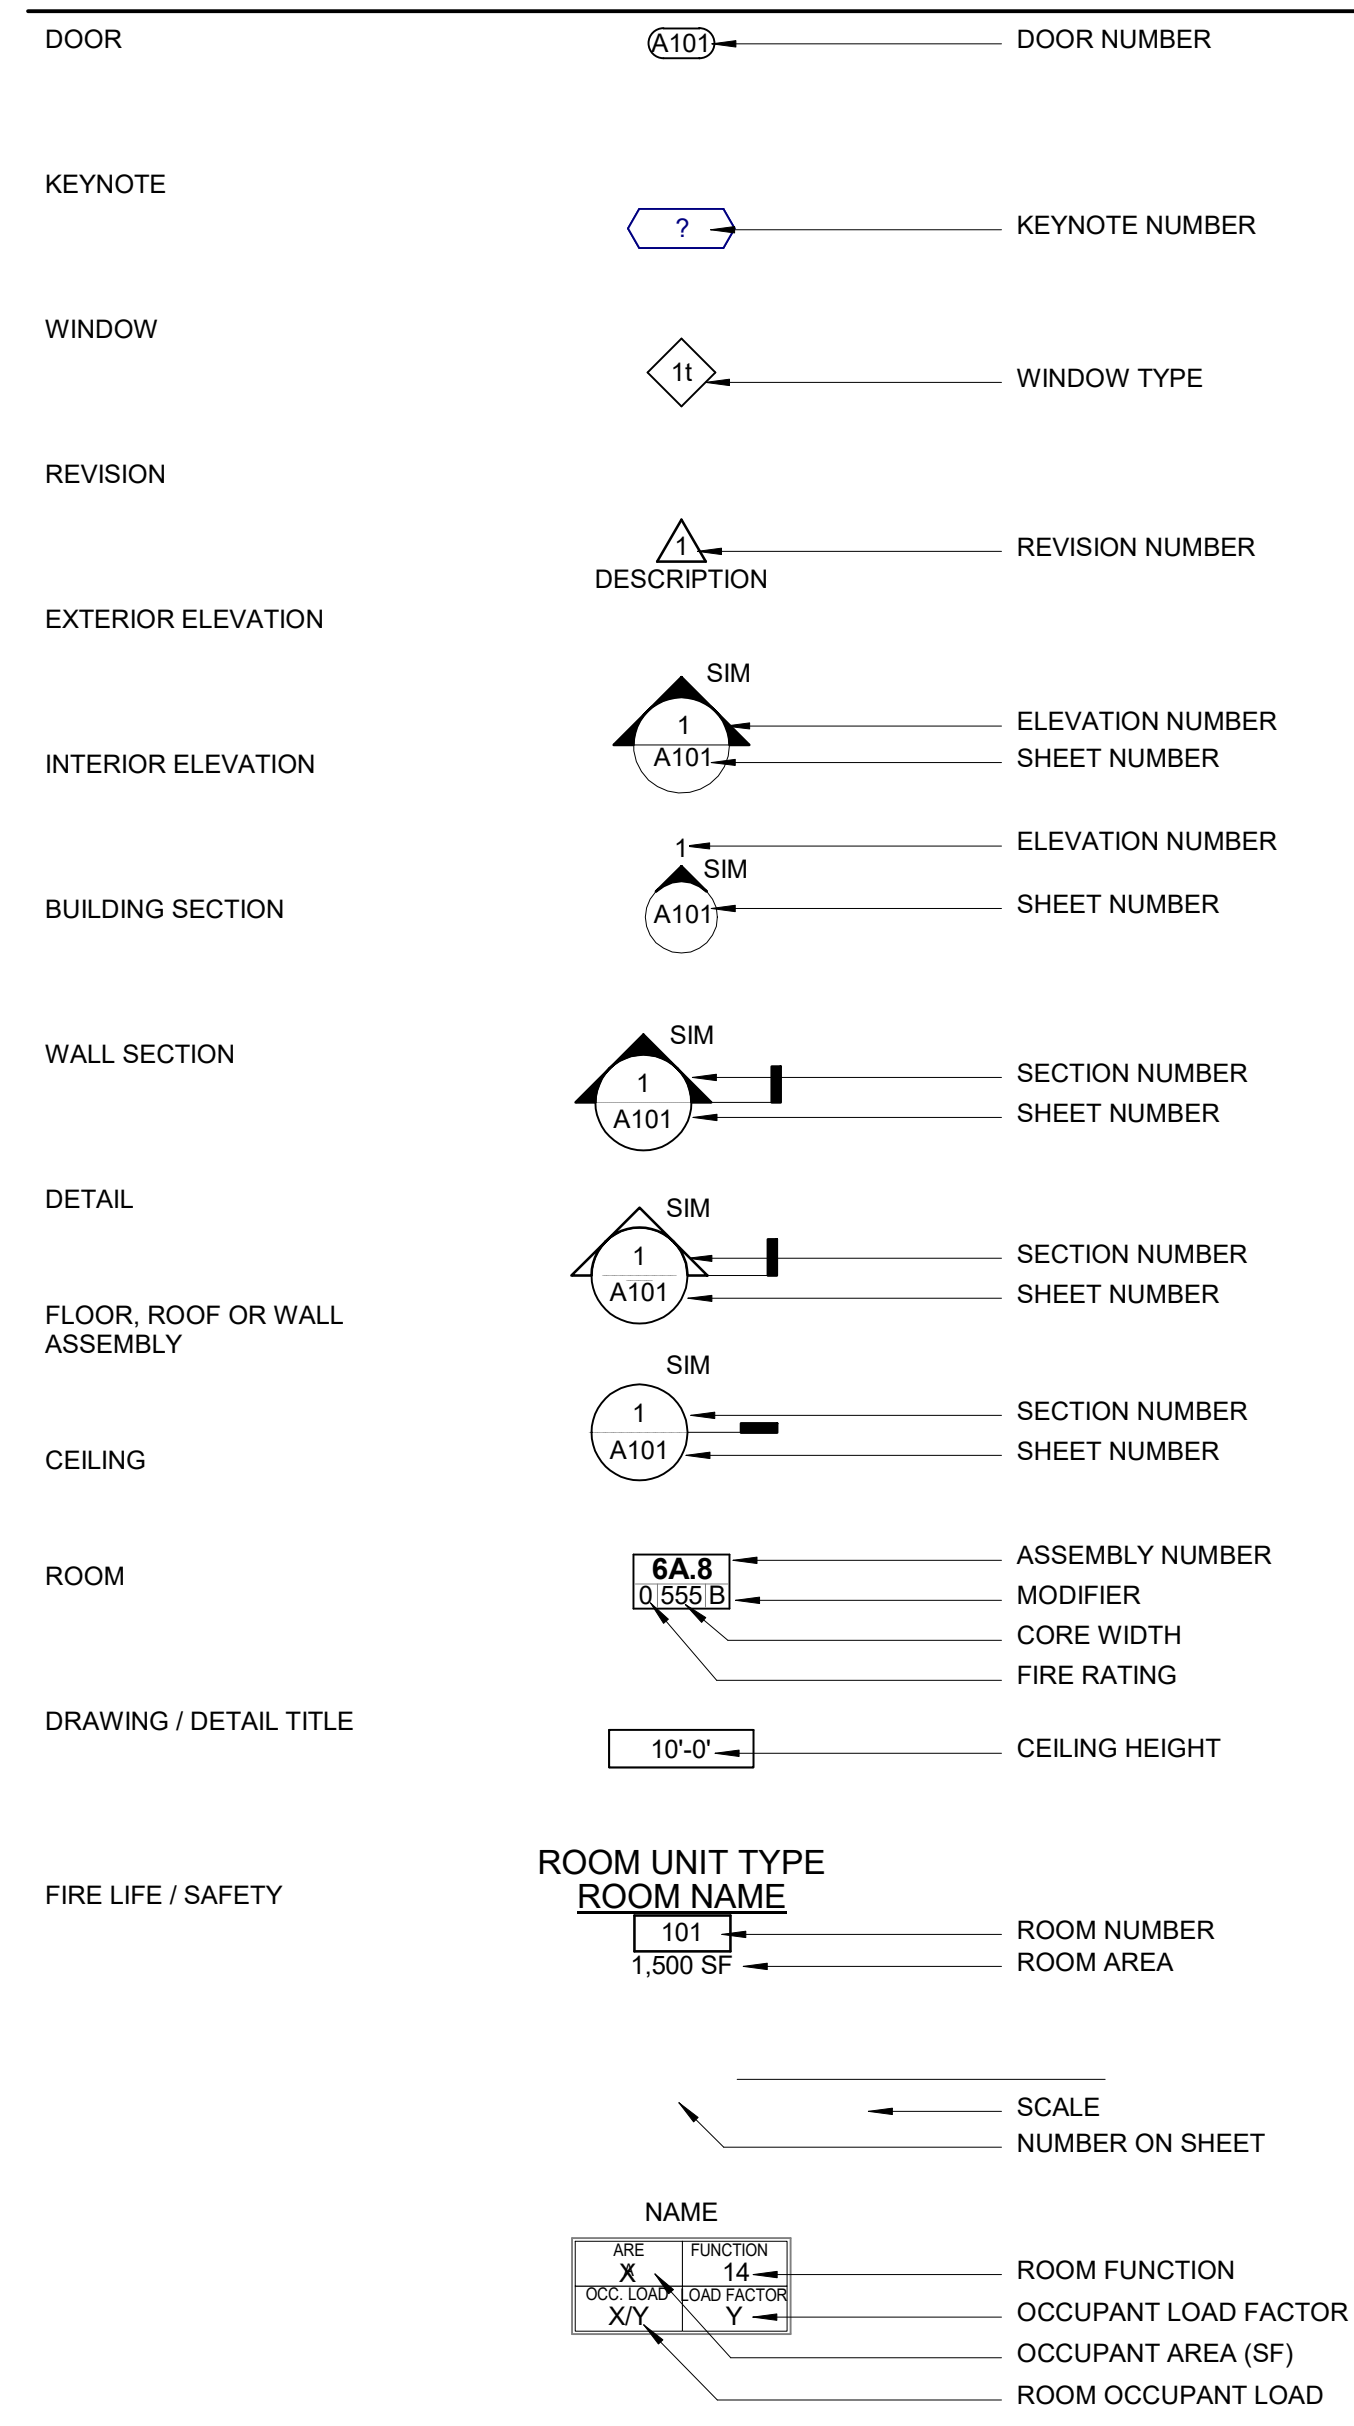 DOOR
A101
DOOR NUMBER
KEYNOTE
?
KEYNOTE NUMBER
WINDOW
1t
WINDOW TYPE
REVISION
1
REVISION NUMBER
DESCRIPTION
EXTERIOR ELEVATION
SIM
1
ELEVATION NUMBER
A101
SHEET NUMBER
INTERIOR ELEVATION
1
ELEVATION NUMBER
SIM
A101
SHEET NUMBER
BUILDING SECTION
SIM
WALL SECTION
1
SECTION NUMBER
A101
SHEET NUMBER
DETAIL
SIM
1
SECTION NUMBER
A101
SHEET NUMBER
FLOOR, ROOF OR WALL
ASSEMBLY
SIM
1
SECTION NUMBER
A101
SHEET NUMBER
CEILING
6A.8
ASSEMBLY NUMBER
ROOM
0 555 B
MODIFIER
CORE WIDTH
FIRE RATING
DRAWING / DETAIL TITLE
10'-0'
CEILING HEIGHT
ROOM UNIT TYPE
ROOM NAME
FIRE LIFE / SAFETY
101
ROOM NUMBER
1,500 SF
ROOM AREA
SCALE
NUMBER ON SHEET
NAME
ARE
A
FUNCTION
X
14
ROOM FUNCTION
OCC. LOAD
LOAD FACTOR
X/Y
Y
OCCUPANT LOAD FACTOR
OCCUPANT AREA (SF)
ROOM OCCUPANT LOAD